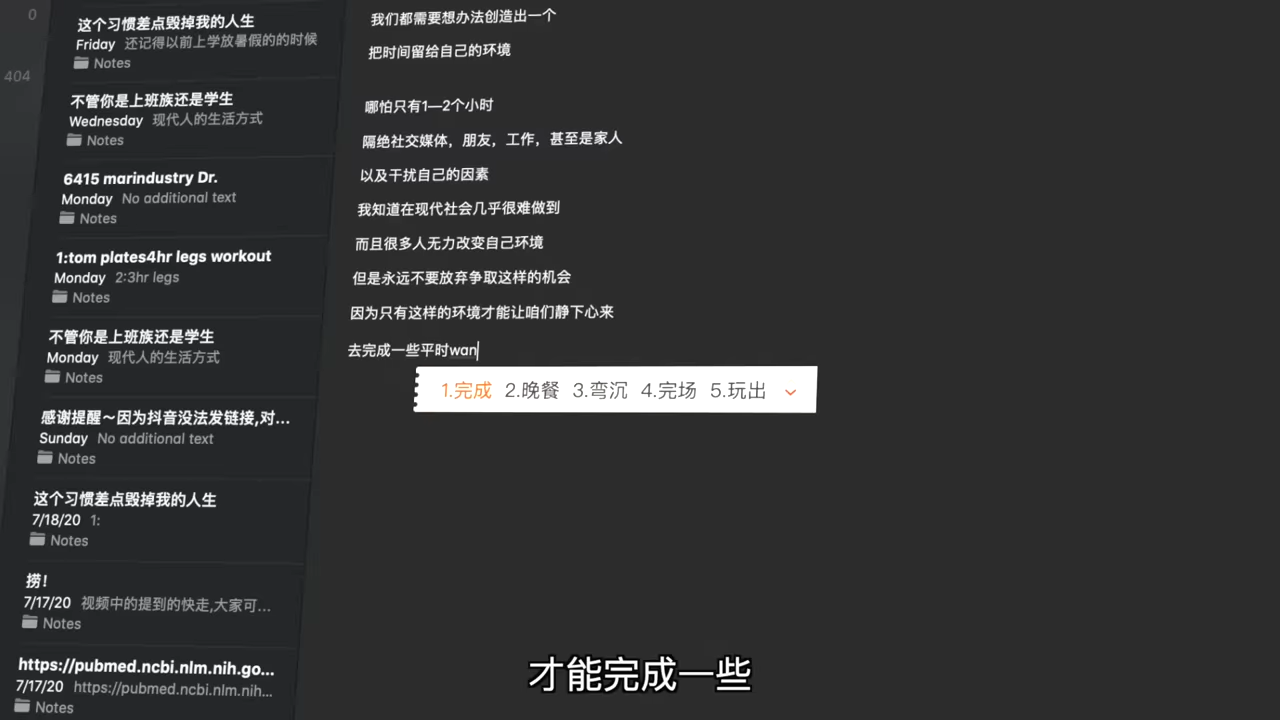 0
404
这个习惯差点毁掉我的人生
Friday 还记得以前上学放暑假的的时候
Notes
不管你是上班族还是学生
Wednesday 现代人的生活方式
Notes
6415 marindustry Dr.
Monday No additional text
Notes
1:tom plates4hr legs workout
Monday 2:3hr legs
Notes
不管你是上班族还是学生
Monday 现代人的生活方式
Notes
感谢提醒～因为抖音没法发链接,对...
Sunday No additional text
Notes
这个习惯差点毁掉我的人生
7/18/20 1:
Notes
捞！
7/17/20 视频中的提到的快走,大家可...
Notes
https://pubmed.ncbi.nlm.nih.go...
7/17/20 https://pubmed.ncbi.nlm.nih...
Notes
我们都需要想办法创造出一个
把时间留给自己的环境
哪怕只有1—2个小时
隔绝社交媒体，朋友，工作，甚至是家人
以及干扰自己的因素
我知道在现代社会几乎很难做到
而且很多人无力改变自己环境
但是永远不要放弃争取这样的机会
因为只有这样的环境才能让咱们静下心来
去完成一些平时wan
1.完成 2.晚餐 3.弯沉 4.完场 5.玩出
才能完成一些